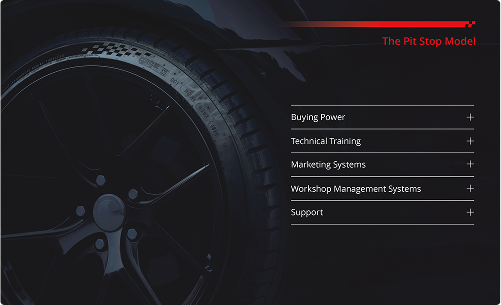 The Pit Stop Model
Buying Power
Technical Training
Marketing Systems
Workshop Management Systems
Support